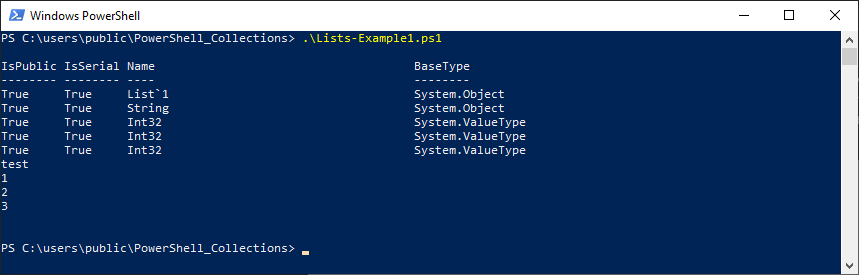 Windows PowerShell
PS C:\users\public\PowerShell_Collections> .\Lists-Example1.ps1
IsPublic IsSerial Name                                     BaseType
-------- -------- ----                                     --------
True     True     List`1                                   System.Object
True     True     String                                   System.Object
True     True     Int32                                    System.ValueType
True     True     Int32                                    System.ValueType
True     True     Int32                                    System.ValueType
test
1
2
3
PS C:\users\public\PowerShell_Collections>